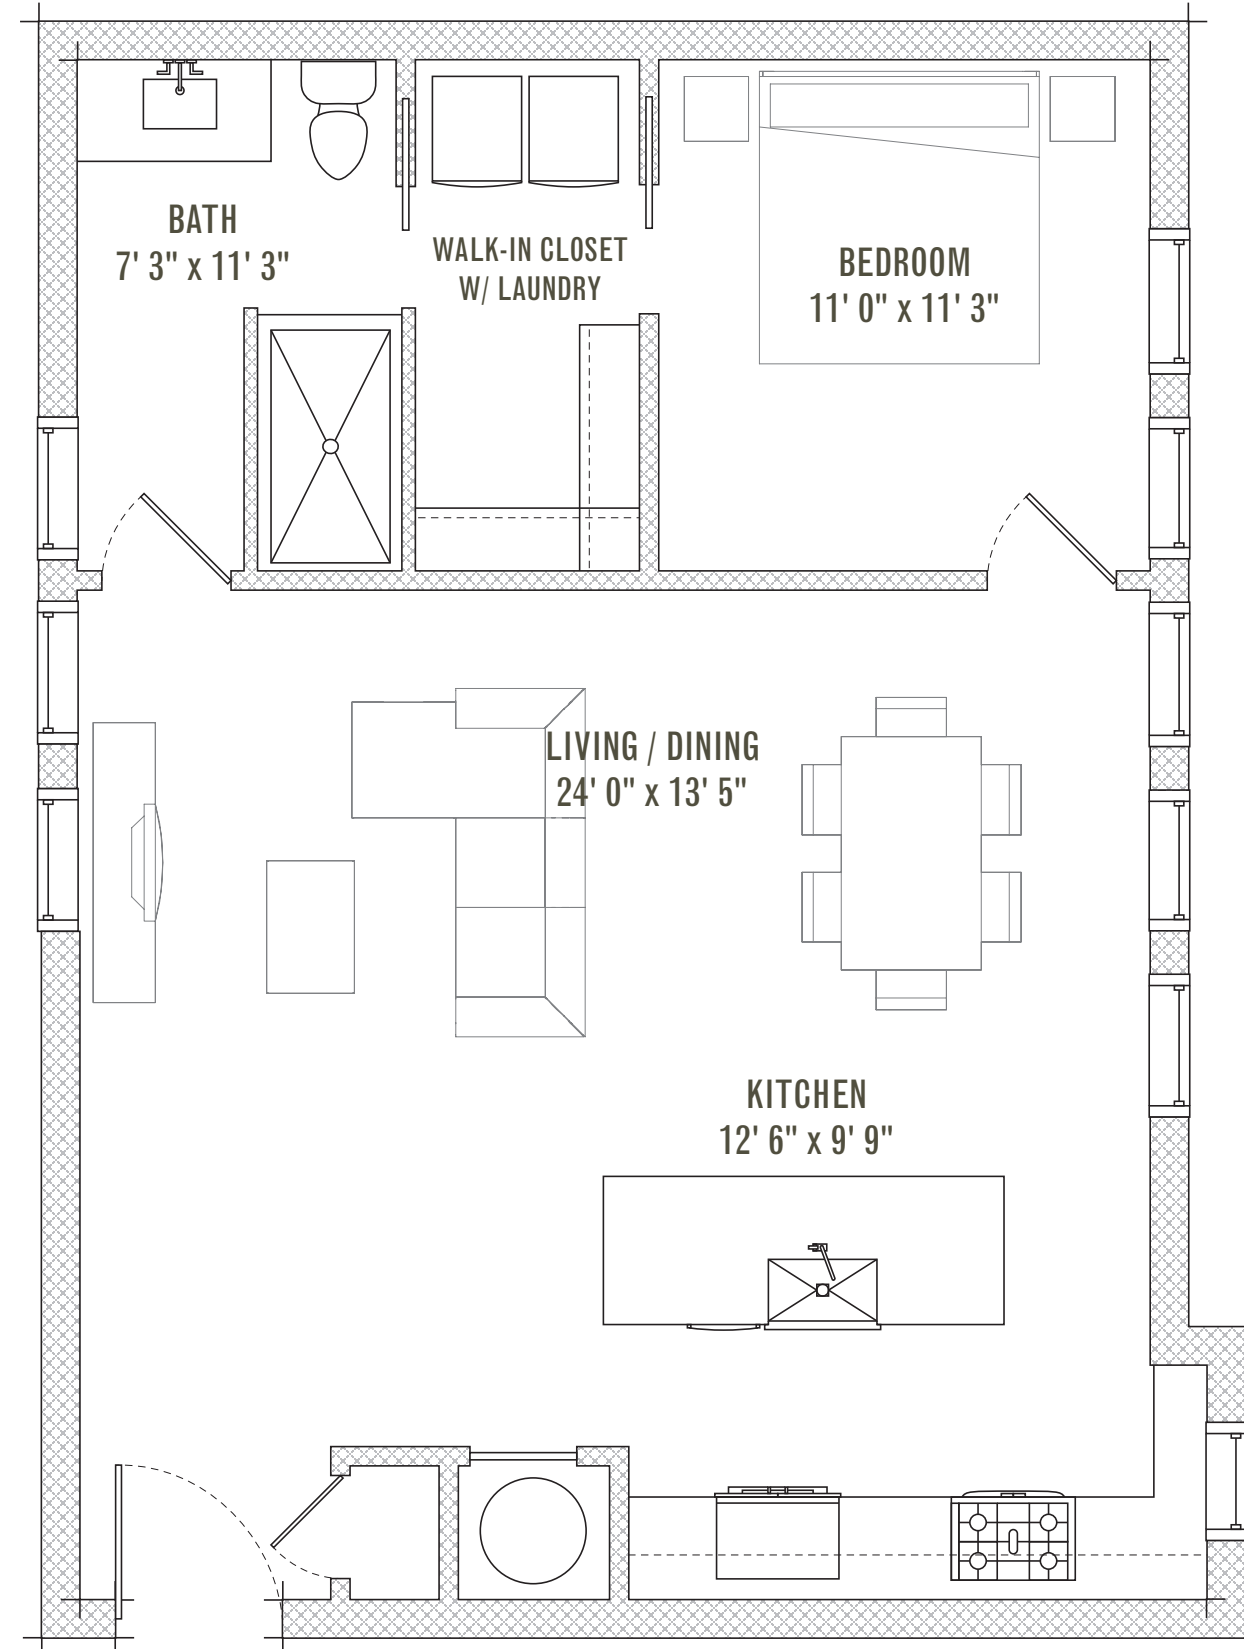 BATH
7' 3" x 11' 3"
WALK-IN CLOSET
W/ LAUNDRY
BEDROOM
11' 0" x 11' 3"
LIVING / DINING
24' 0" x 13' 5"
KITCHEN
12' 6" x 9' 9"